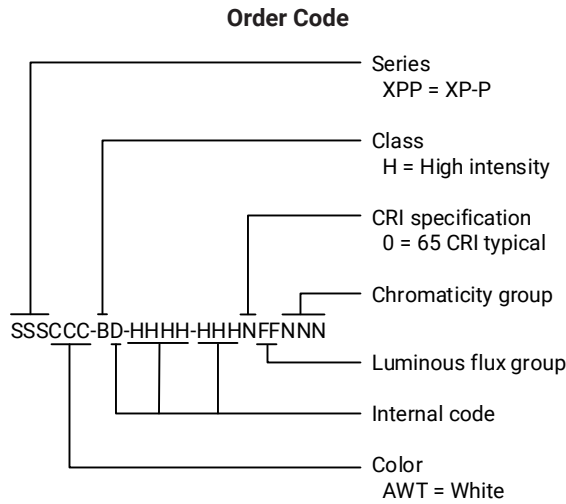 Order Code
Series
XPP = XP-P
Class
H = High intensity
CRI specification
0 = 65 CRI typical
Chromaticity group
SSSCCC-BD-HHHH-HHHNFFNNN
Luminous flux group
Internal code
Color
AWT = White